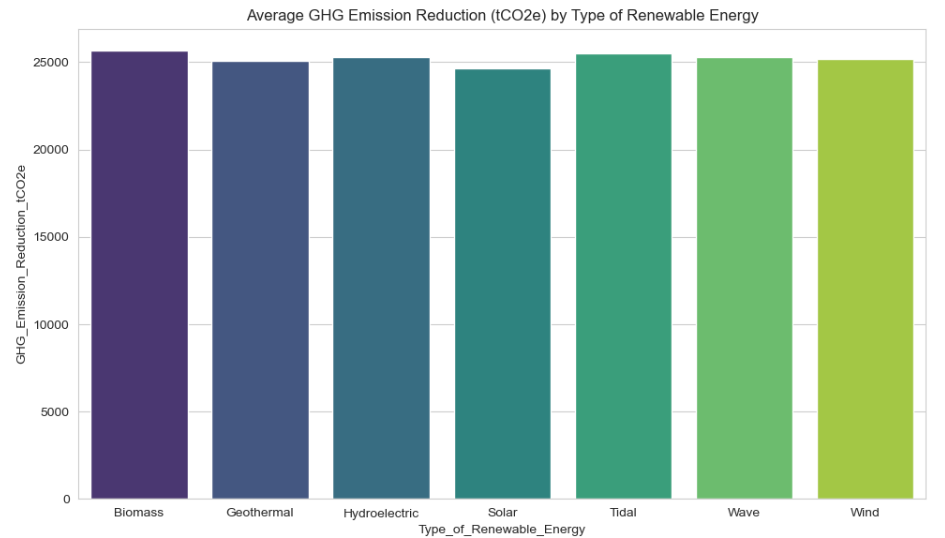 Average GHG Emission Reduction (tCO2e) by Type of Renewable Energy
GHG_Emission_Reduction_tCO2e
25000
20000
15000
10000
5000
0
Biomass Geothermal Hydroelectric Solar Tidal Wave Wind
Type_of_Renewable_Energy